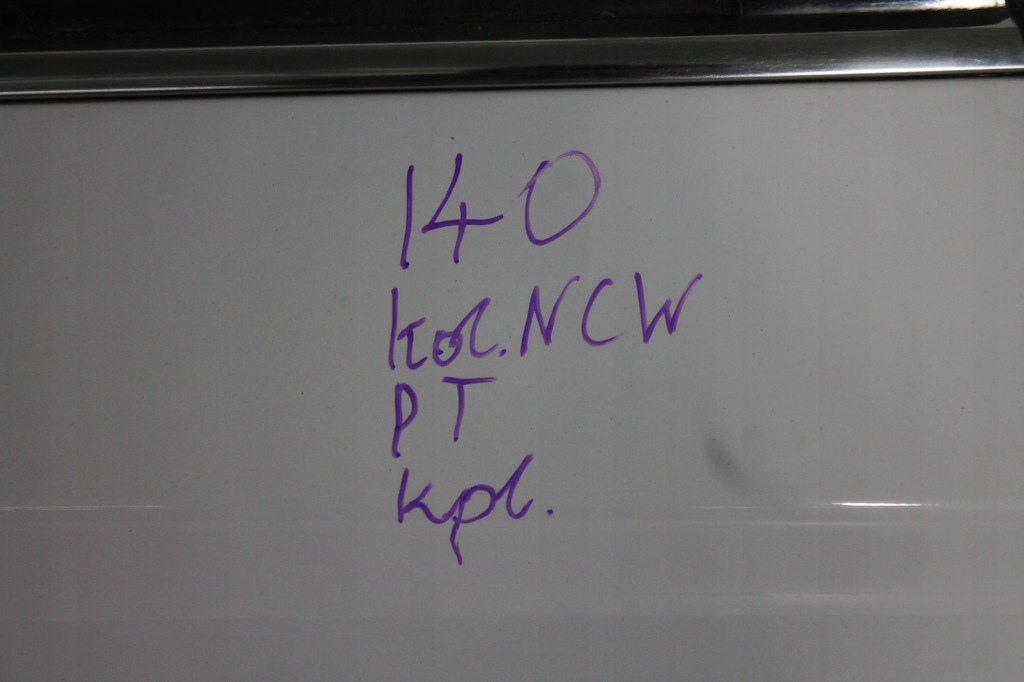 140
kol. NCW
PT
kpl.